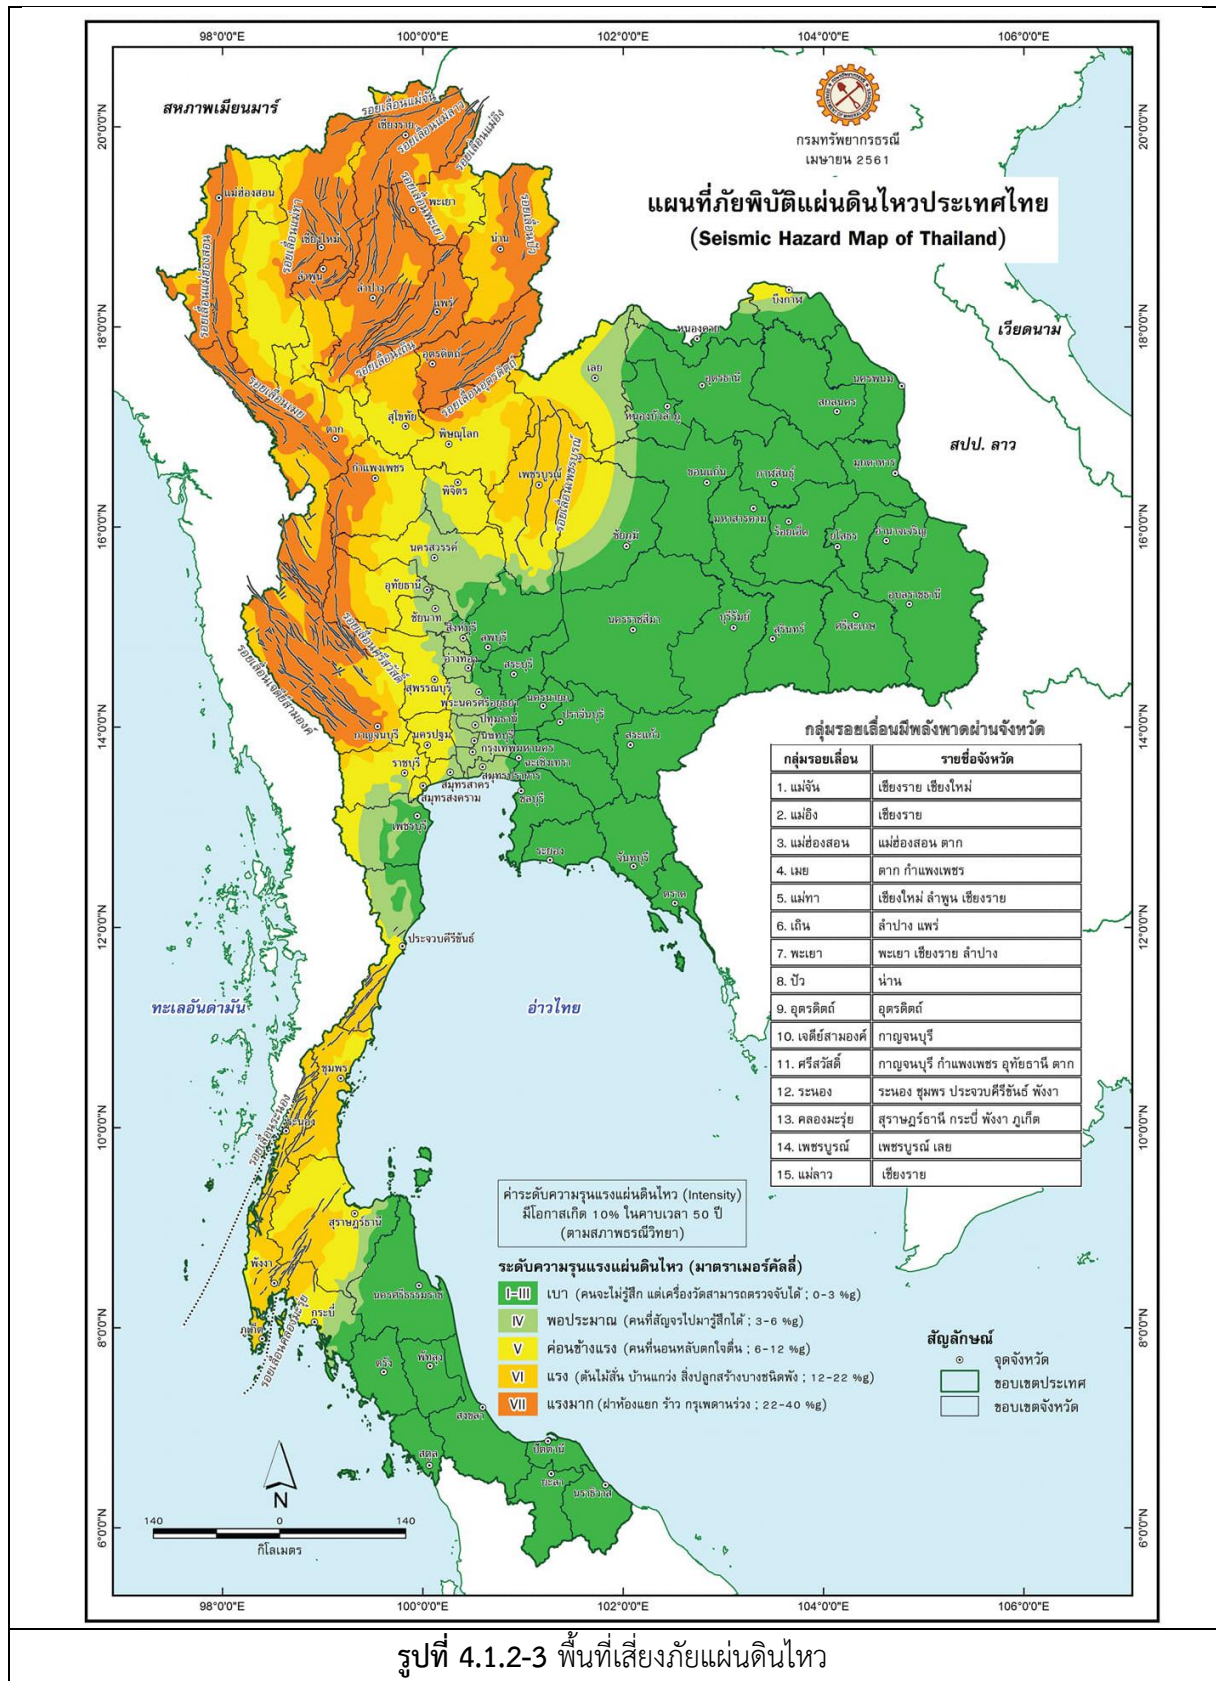 98°0'0"E 100°0'0"E 102°0'0"E 104°0'0"E 106°0'0"E
20°0'0"N
18°0'0"N
16°0'0"N
14°0'0"N
12°0'0"N
10°0'0"N
8°0'0"N
6°0'0"N
สหภาพเมียนมาร์
กรมทรัพยากรธรณี
เมษายน 2561
แผนที่ภัยพิบัติแผ่นดินไหวประเทศไทย
(Seismic Hazard Map of Thailand)
เวียดนาม
สปป. ลาว
ทะเลอันดามัน
อ่าวไทย
รอยเลื่อนแม่จัน
เชียงราย
รอยเลื่อนแม่ลาว
รอยเลื่อนแม่อิง
แม่ฮ่องสอน
รอยเลื่อนแม่ฮ่องสอน
รอยเลื่อนแม่ทา
เชียงใหม่
ลำพูน
รอยเลื่อนพะเยา
พะเยา
น่าน
รอยเลื่อนปัว
ลำปาง
แพร่
รอยเลื่อนเถิน
อุตรดิตถ์
รอยเลื่อนอุตรดิตถ์
รอยเลื่อนเมย
ตาก
สุโขทัย
พิษณุโลก
กำแพงเพชร
พิจิตร
เพชรบูรณ์
รอยเลื่อนเพชรบูรณ์
เลย
บึงกาฬ
หนองคาย
อุดรธานี
หนองบัวลำภู
นครพนม
สกลนคร
มุกดาหาร
ขอนแก่น
กาฬสินธุ์
มหาสารคาม
ร้อยเอ็ด
ยโสธร
อำนาจเจริญ
ชัยภูมิ
อุบลราชธานี
นครราชสีมา
บุรีรัมย์
สุรินทร์
ศรีสะเกษ
นครสวรรค์
อุทัยธานี
ชัยนาท
สิงห์บุรี
ลพบุรี
อ่างทอง
สระบุรี
รอยเลื่อนศรีสวัสดิ์
รอยเลื่อนเจดีย์สามองค์
สุพรรณบุรี
พระนครศรีอยุธยา
นครนายก
ปทุมธานี
ปราจีนบุรี
กาญจนบุรี
นครปฐม
นนทบุรี
กรุงเทพมหานคร
สระแก้ว
ฉะเชิงเทรา
ราชบุรี
สมุทรปราการ
สมุทรสาคร
สมุทรสงคราม
ชลบุรี
เพชรบุรี
ระยอง
จันทบุรี
ตราด
ประจวบคีรีขันธ์
ชุมพร
รอยเลื่อนระนอง
ระนอง
สุราษฎร์ธานี
พังงา
กระบี่
รอยเลื่อนคลองมะรุ่ย
ภูเก็ต
นครศรีธรรมราช
ตรัง
พัทลุง
สงขลา
สตูล
ปัตตานี
ยะลา
นราธิวาส
กลุ่มรอยเลื่อนมีพลังพาดผ่านจังหวัด
กลุ่มรอยเลื่อน รายชื่อจังหวัด
1. แม่จัน เชียงราย เชียงใหม่
2. แม่อิง เชียงราย
3. แม่ฮ่องสอน แม่ฮ่องสอน ตาก
4. เมย ตาก กำแพงเพชร
5. แม่ทา เชียงใหม่ ลำพูน เชียงราย
6. เถิน ลำปาง แพร่
7. พะเยา พะเยา เชียงราย ลำปาง
8. ปัว น่าน
9. อุตรดิตถ์ อุตรดิตถ์
10. เจดีย์สามองค์ กาญจนบุรี
11. ศรีสวัสดิ์ กาญจนบุรี กำแพงเพชร อุทัยธานี ตาก
12. ระนอง ระนอง ชุมพร ประจวบคีรีขันธ์ พังงา
13. คลองมะรุ่ย สุราษฎร์ธานี กระบี่ พังงา ภูเก็ต
14. เพชรบูรณ์ เพชรบูรณ์ เลย
15. แม่ลาว เชียงราย
ค่าระดับความรุนแรงแผ่นดินไหว (Intensity)
มีโอกาสเกิด 10% ในคาบเวลา 50 ปี
(ตามสภาพธรณีวิทยา)
ระดับความรุนแรงแผ่นดินไหว (มาตราเมอร์คัลลี่)
I-III เบา (คนจะไม่รู้สึก แต่เครื่องวัดสามารถตรวจจับได้ ; 0-3 %g)
IV พอประมาณ (คนที่สัญจรไปมารู้สึกได้ ; 3-6 %g)
V ค่อนข้างแรง (คนที่นอนหลับตกใจตื่น ; 6-12 %g)
VI แรง (ต้นไม้สั่น บ้านแกว่ง สิ่งปลูกสร้างบางชนิดพัง ; 12-22 %g)
VII แรงมาก (ฝาห้องแยก ร้าว กรุเพดานร่วง ; 22-40 %g)
สัญลักษณ์
จุดจังหวัด
ขอบเขตประเทศ
ขอบเขตจังหวัด
N
140 0 140
กิโลเมตร
20°0'0"N
18°0'0"N
16°0'0"N
14°0'0"N
12°0'0"N
10°0'0"N
8°0'0"N
6°0'0"N
98°0'0"E 100°0'0"E 102°0'0"E 104°0'0"E 106°0'0"E
รูปที่ 4.1.2-3 พื้นที่เสี่ยงภัยแผ่นดินไหว